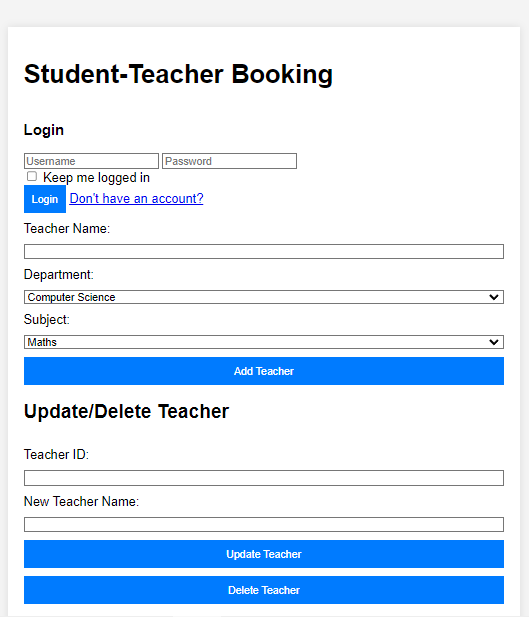 Student-Teacher Booking
Login
Username Password
Keep me logged in
Login Don't have an account?
Teacher Name:
Department:
Computer Science
Subject:
Maths
Add Teacher
Update/Delete Teacher
Teacher ID:
New Teacher Name:
Update Teacher
Delete Teacher